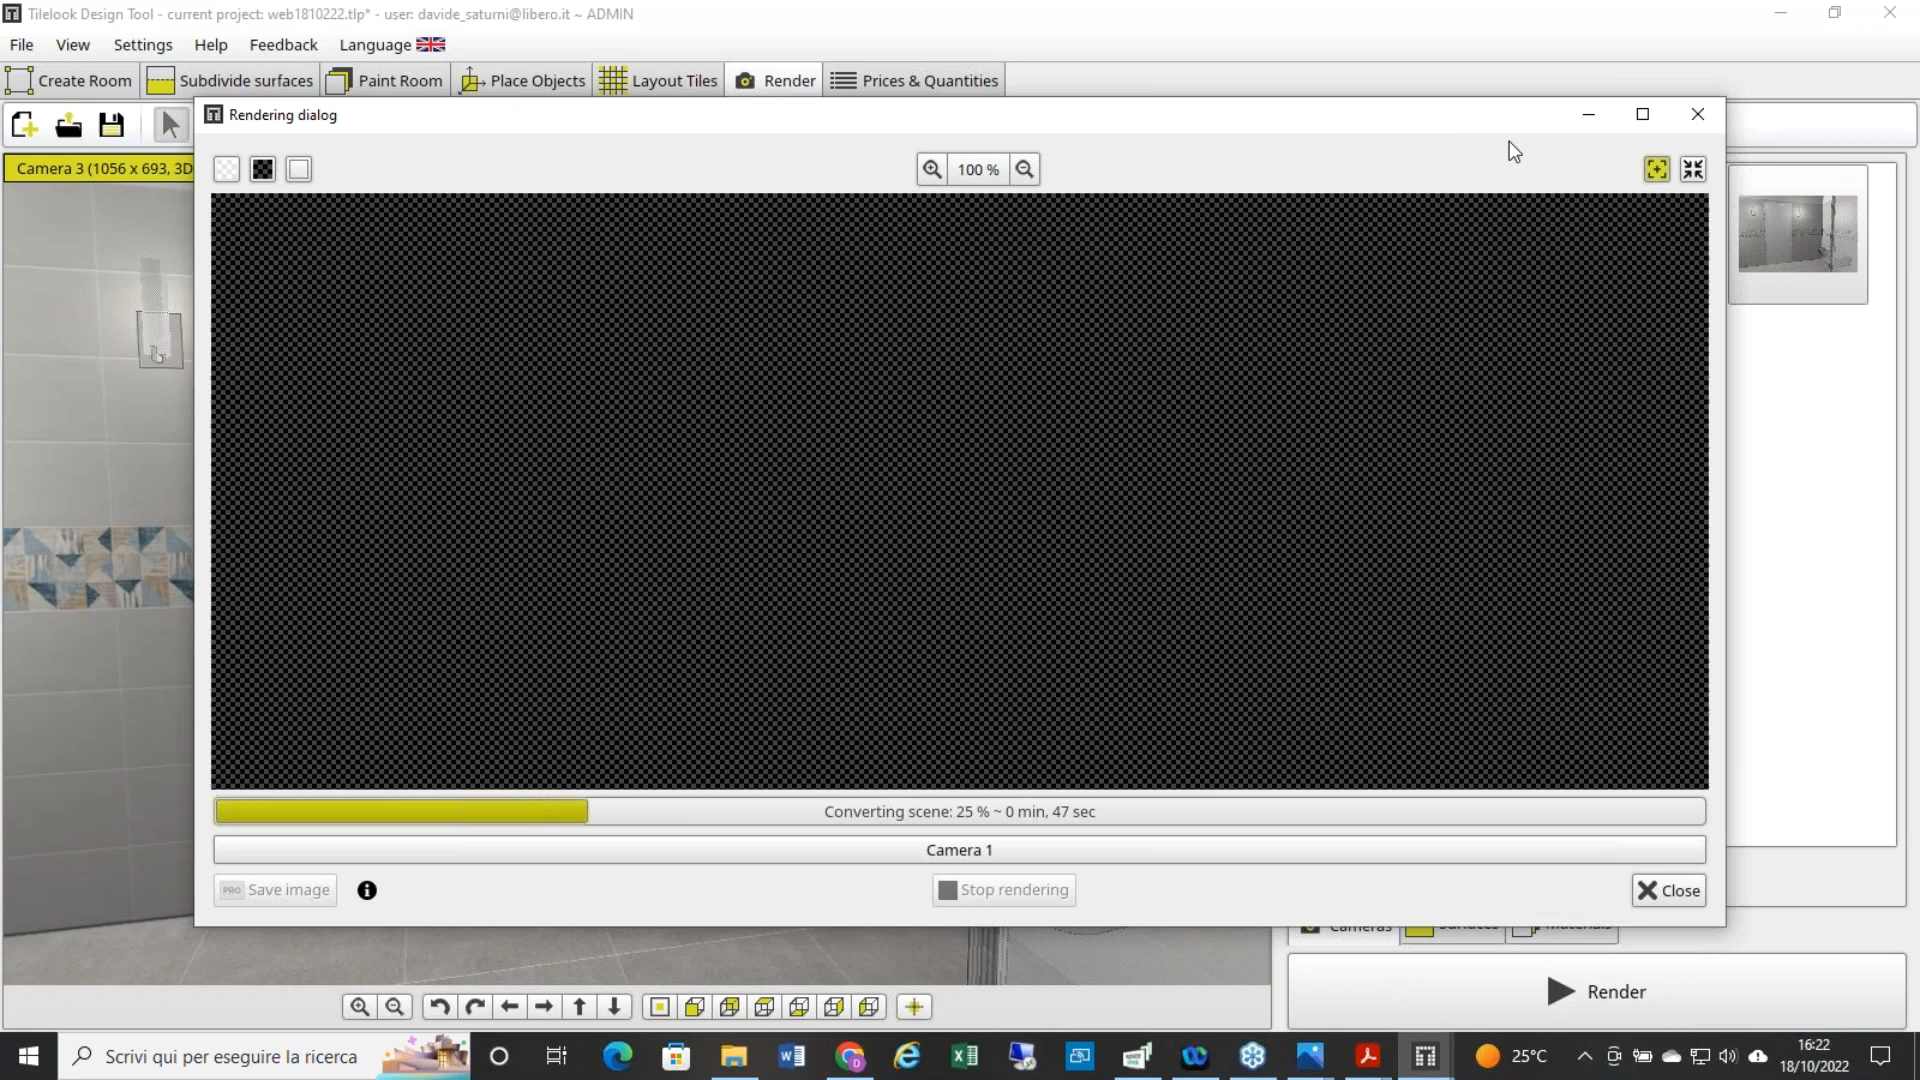 Tilelook Design Tool - current project: web1810222.tlp* - user: davide_saturni@libero.it ~ ADMIN
File View Settings Help Feedback Language
Create Room Subdivide surfaces Paint Room Place Objects Layout Tiles Render Prices & Quantities
Rendering dialog
Camera 3 (1056 x 693, 3D
100 %
Converting scene: 25 % ~ 0 min, 47 sec
Camera 1
PRO Save image Stop rendering Close
Cameras Surfaces Materials
Render
Scrivi qui per eseguire la ricerca
25°C
16:22
18/10/2022